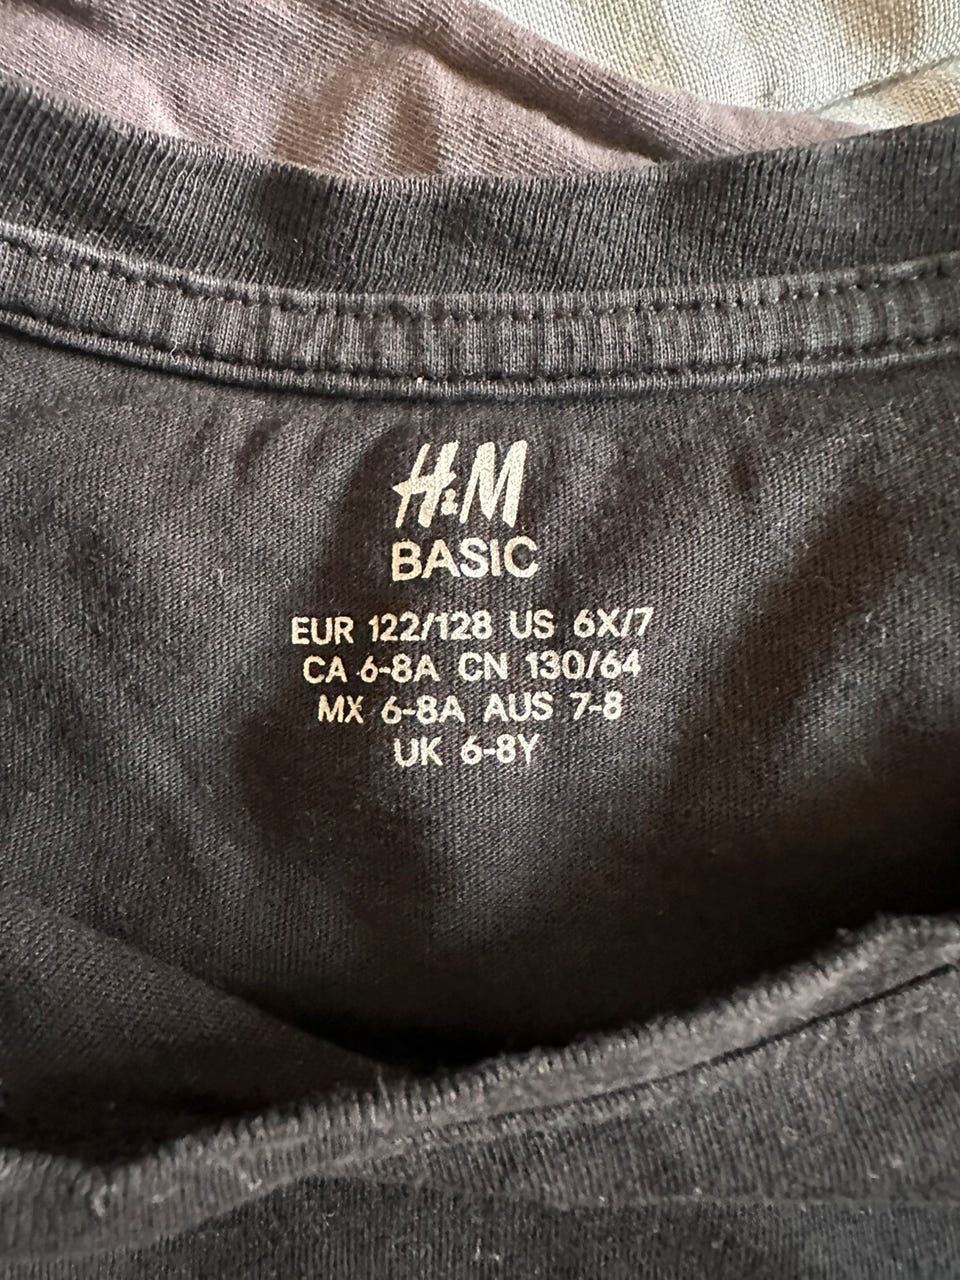 H&M
BASIC
EUR 122/128 US 6X/7
CA 6-8A CN 130/64
MX 6-8A AUS 7-8
UK 6-8Y